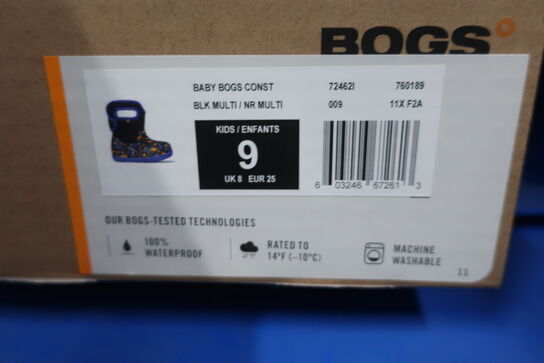 BOGS
BABY BOGS CONST 72462I 760189
BLK MULTI / NR MULTI 009 11X F2A
KIDS / ENFANTS
9
UK 8 EUR 25
6 03246 67261 3
OUR BOGS-TESTED TECHNOLOGIES
100% WATERPROOF
RATED TO 14°F (-10°C)
MACHINE WASHABLE
11